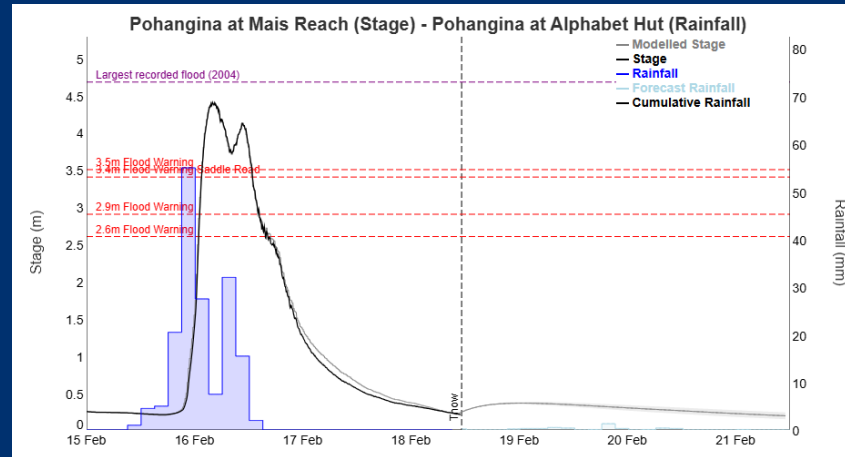 Pohangina at Mais Reach (Stage) - Pohangina at Alphabet Hut (Rainfall)
Modelled Stage
Stage
Rainfall
Forecast Rainfall
Cumulative Rainfall
Largest recorded flood (2004)
3.5m Flood Warning
3.4m Flood Warning Saddle Road
2.9m Flood Warning
2.6m Flood Warning
Tnow
Stage (m)
5
4.5
4
3.5
3
2.5
2
1.5
1
0.5
0
Rainfall (mm)
80
70
60
50
40
30
20
10
0
15 Feb
16 Feb
17 Feb
18 Feb
19 Feb
20 Feb
21 Feb